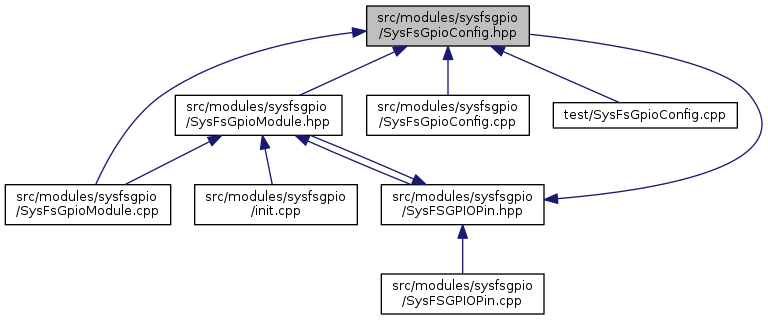 src/modules/sysfsgpio
/SysFsGpioConfig.hpp
src/modules/sysfsgpio
/SysFsGpioModule.hpp
src/modules/sysfsgpio
/SysFsGpioConfig.cpp
test/SysFsGpioConfig.cpp
src/modules/sysfsgpio
/SysFsGpioModule.cpp
src/modules/sysfsgpio
/init.cpp
src/modules/sysfsgpio
/SysFSGPIOPin.hpp
src/modules/sysfsgpio
/SysFSGPIOPin.cpp